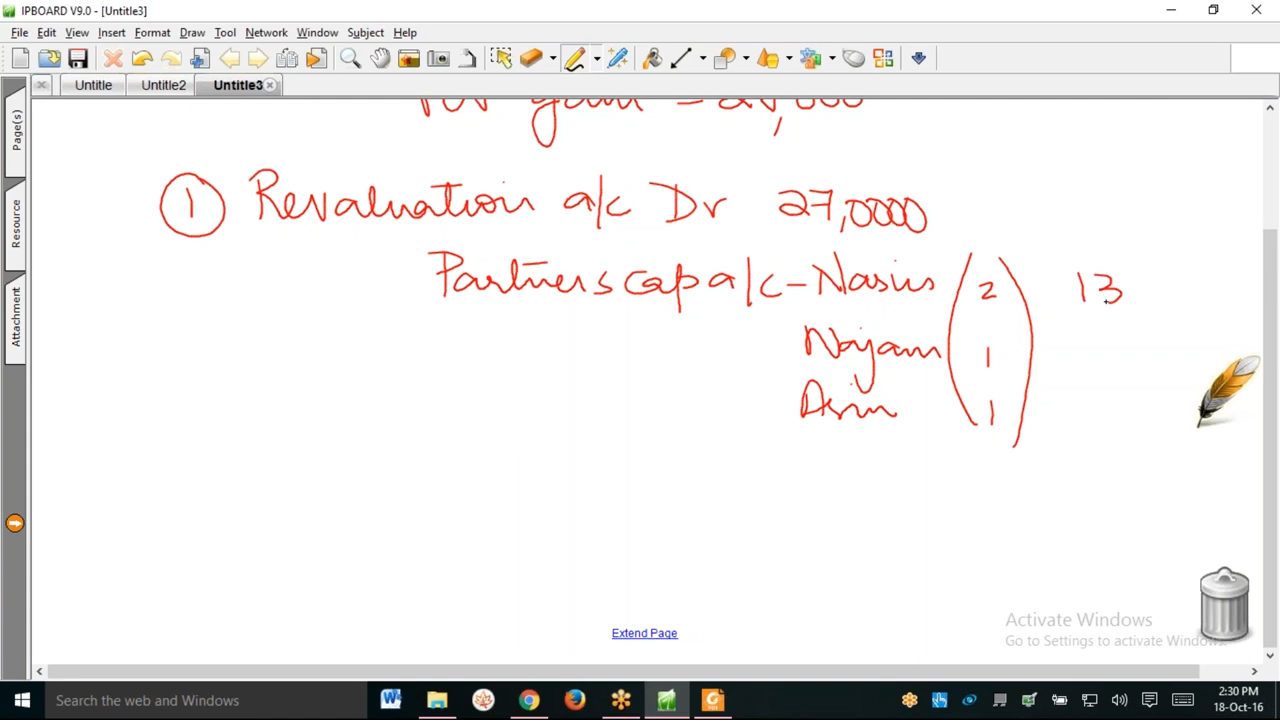 IPBOARD V9.0 - [Untitle3]
File Edit View Insert Format Draw Tool Network Window Subject Help
Untitle Untitle2 Untitle3
Page(s)
Resource
Attachment
① Revaluation a/c Dr 27,0000
Partners cap a/c - Nasir 2 13
Najam 1
Asim 1
Extend Page
Activate Windows
Go to Settings to activate Windows.
Search the web and Windows
2:30 PM
18-Oct-16